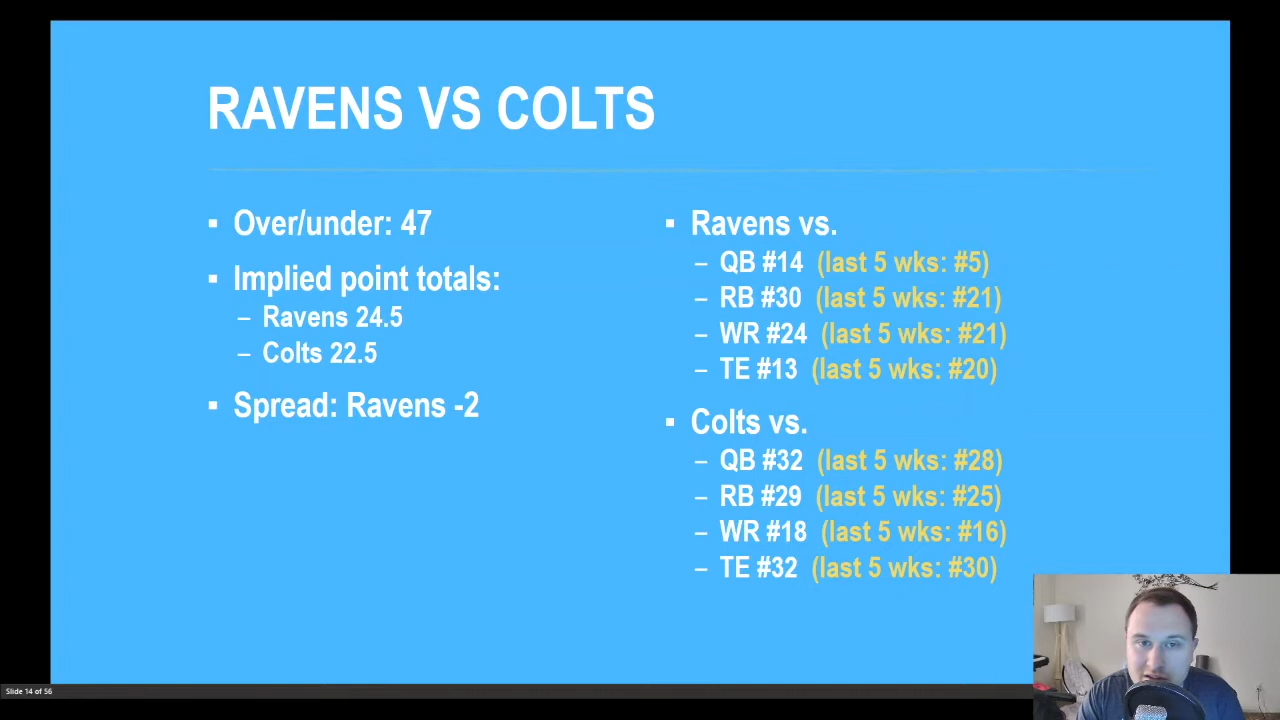 RAVENS VS COLTS
▪ Over/under: 47
▪ Implied point totals:
– Ravens 24.5
– Colts 22.5
▪ Spread: Ravens -2
▪ Ravens vs.
– QB #14 (last 5 wks: #5)
– RB #30 (last 5 wks: #21)
– WR #24 (last 5 wks: #21)
– TE #13 (last 5 wks: #20)
▪ Colts vs.
– QB #32 (last 5 wks: #28)
– RB #29 (last 5 wks: #25)
– WR #18 (last 5 wks: #16)
– TE #32 (last 5 wks: #30)
Slide 14 of 56